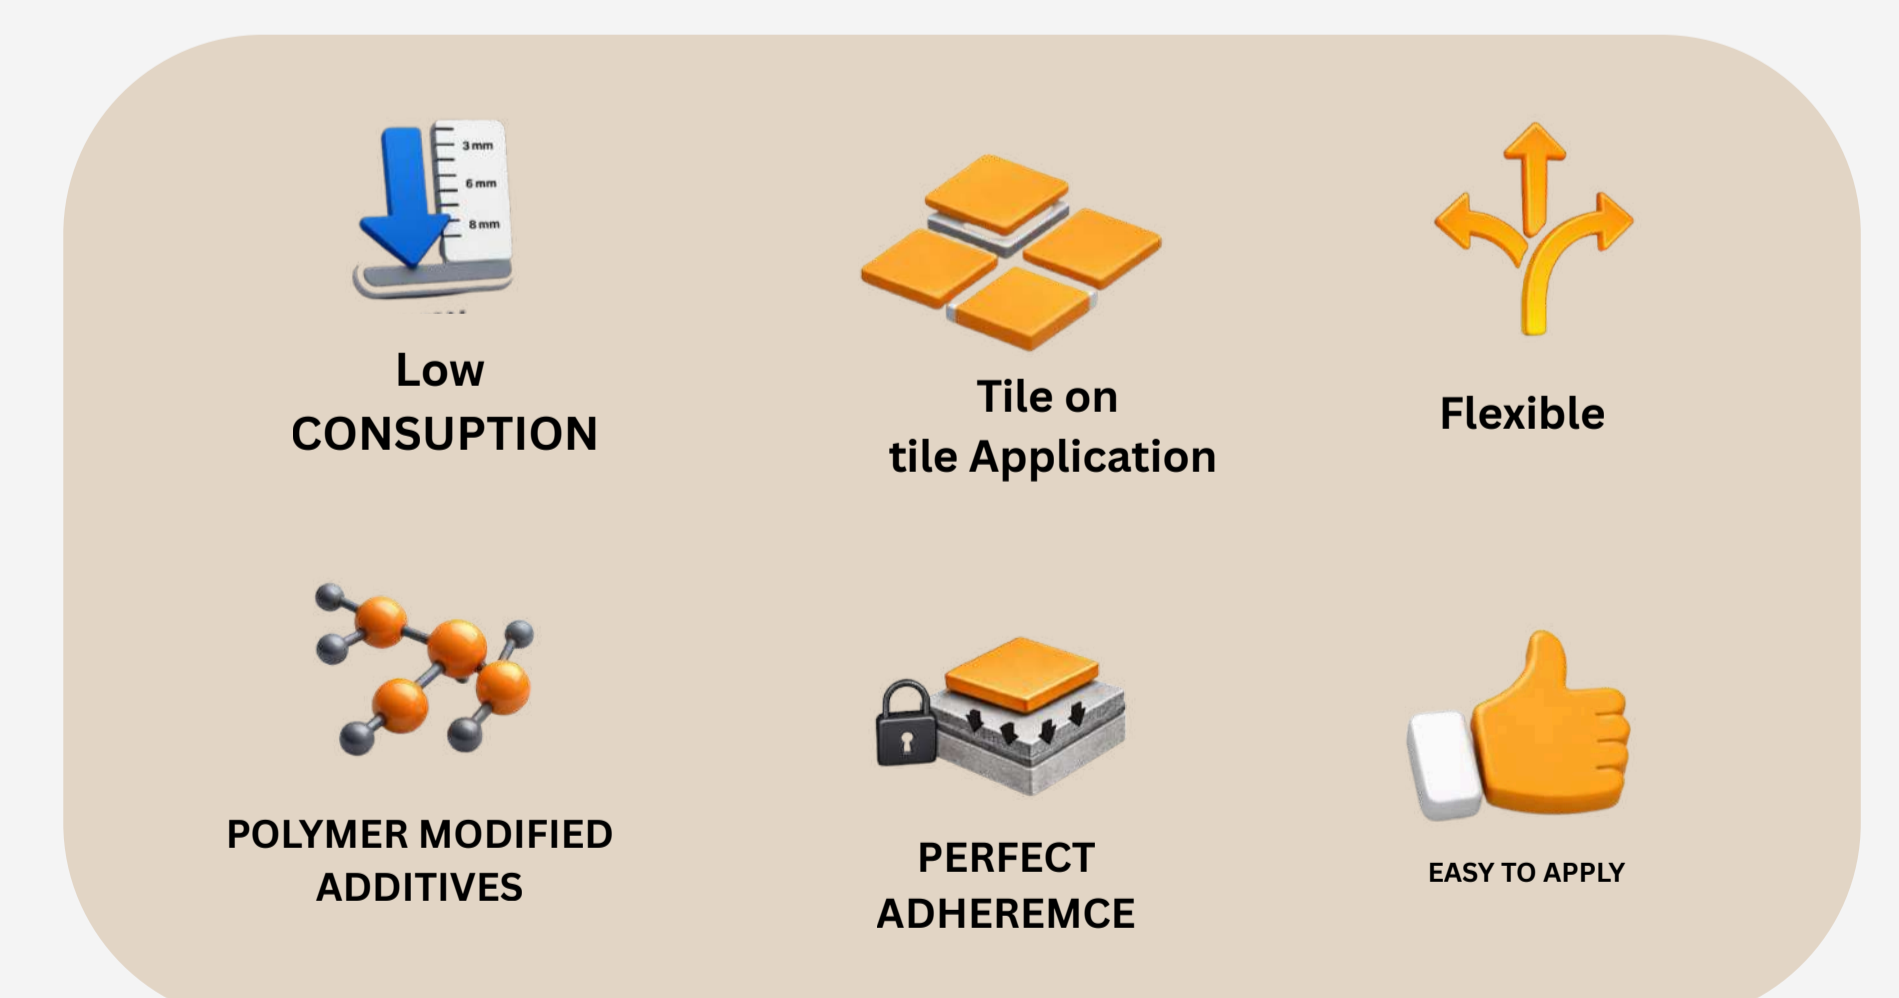 3 mm
6 mm
8 mm
Low
CONSUPTION
Tile on
tile Application
Flexible
POLYMER MODIFIED
ADDITIVES
PERFECT
ADHEREMCE
EASY TO APPLY